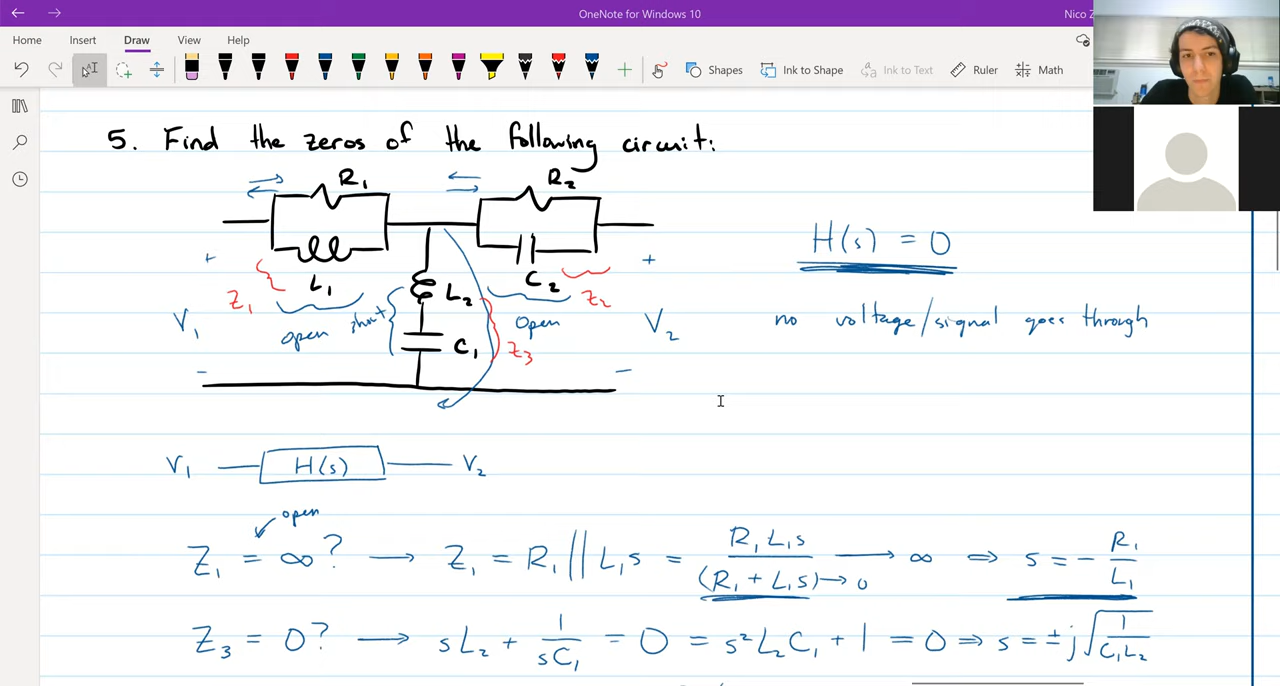 OneNote for Windows 10
Nico Z
Home Insert Draw View Help
Shapes Ink to Shape Ink to Text Ruler Math
5. Find the zeros of the following circuit:
R₁ R₂
L₁ L₂ C₂
Z₁ Z₂
+ +
open short open
V₁ C₁ Z₃ V₂
- -
H(s) = 0
no voltage/signal goes through
V₁ H(s) V₂
open
Z₁ = ∞ ? → Z₁ = R₁ || L₁s = R₁L₁s / (R₁ + L₁s)→0 → ∞ ⇒ s = - R₁/L₁
Z₃ = 0 ? → sL₂ + 1/sC₁ = 0 = s²L₂C₁ + 1 = 0 ⇒ s = ±j√(1/C₁L₂)